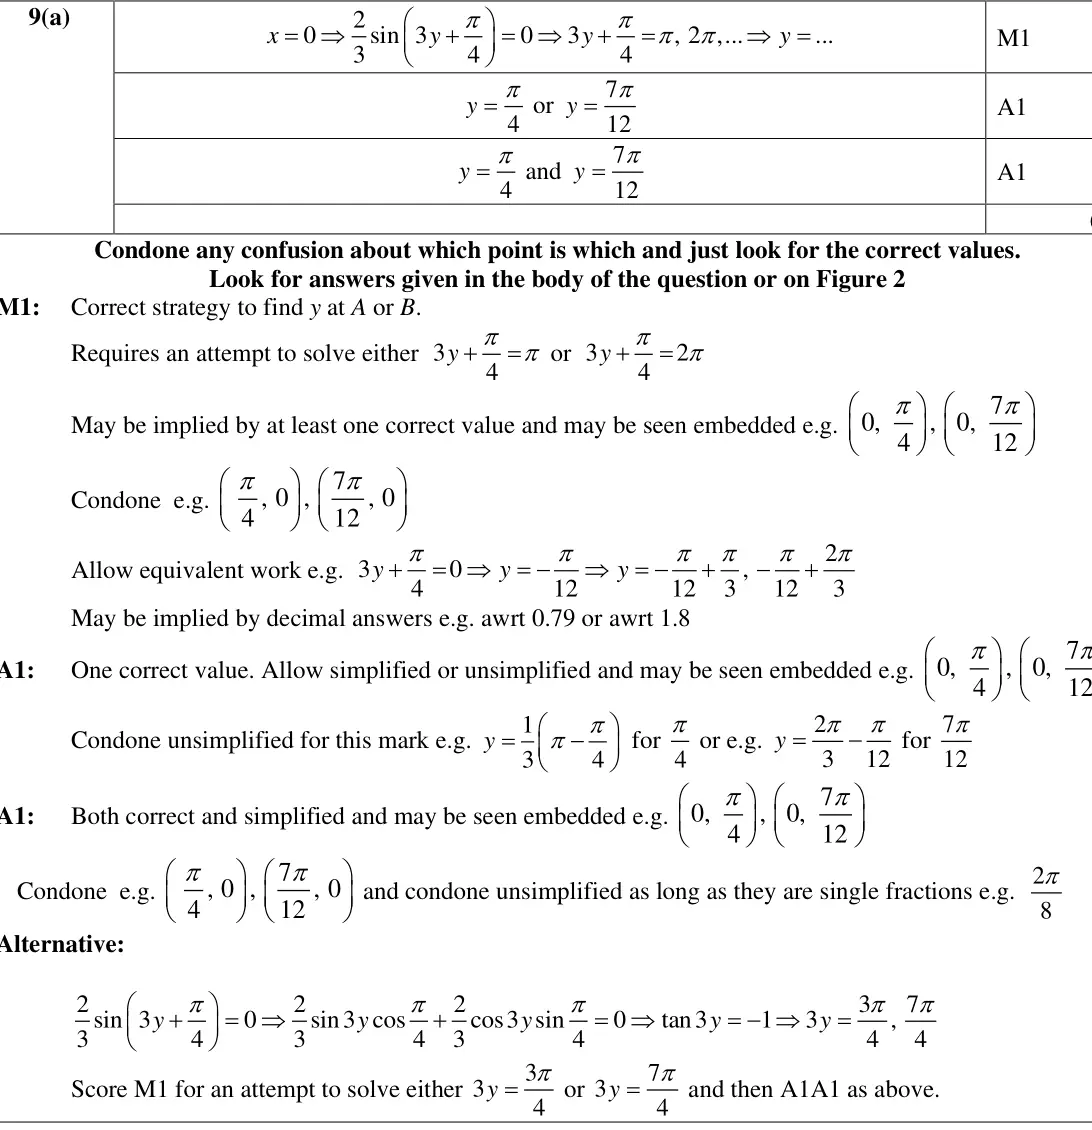 9(a)
x = 0 ⇒ 2/3 sin(3y + π/4) = 0 ⇒ 3y + π/4 = π, 2π,... ⇒ y = ...
M1
y = π/4 or y = 7π/12
A1
y = π/4 and y = 7π/12
A1
(
Condone any confusion about which point is which and just look for the correct values.
Look for answers given in the body of the question or on Figure 2
M1: Correct strategy to find y at A or B.
Requires an attempt to solve either 3y + π/4 = π or 3y + π/4 = 2π
May be implied by at least one correct value and may be seen embedded e.g. (0, π/4), (0, 7π/12)
Condone e.g. (π/4, 0), (7π/12, 0)
Allow equivalent work e.g. 3y + π/4 = 0 ⇒ y = −π/12 ⇒ y = −π/12 + π/3, −π/12 + 2π/3
May be implied by decimal answers e.g. awrt 0.79 or awrt 1.8
A1: One correct value. Allow simplified or unsimplified and may be seen embedded e.g. (0, π/4), (0, 7π/12
Condone unsimplified for this mark e.g. y = 1/3(π − π/4) for π/4 or e.g. y = 2π/3 − π/12 for 7π/12
A1: Both correct and simplified and may be seen embedded e.g. (0, π/4), (0, 7π/12)
Condone e.g. (π/4, 0), (7π/12, 0) and condone unsimplified as long as they are single fractions e.g. 2π/8
Alternative:
2/3 sin(3y + π/4) = 0 ⇒ 2/3 sin 3y cos π/4 + 2/3 cos 3y sin π/4 = 0 ⇒ tan 3y = −1 ⇒ 3y = 3π/4, 7π/4
Score M1 for an attempt to solve either 3y = 3π/4 or 3y = 7π/4 and then A1A1 as above.